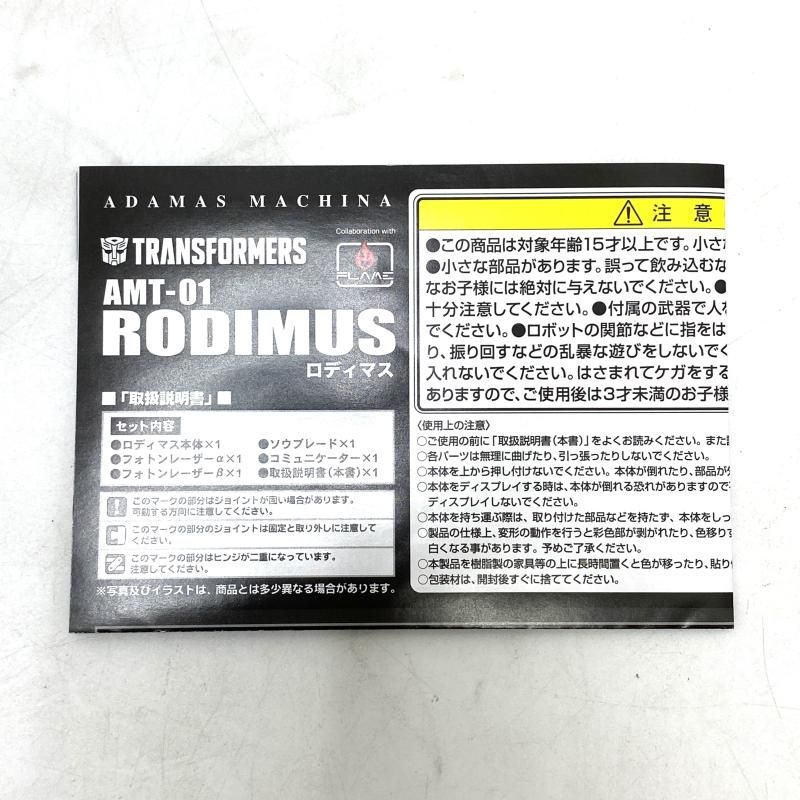 ADAMAS MACHINA
TRANSFORMERS
Collaboration with
FLAME
AMT-01
RODIMUS
ロディマス
■「取扱説明書」■
セット内容
●ロディマス本体×1
●ソウブレード×1
●フォトンレーザーα×1
●コミュニケーター×1
●フォトンレーザーβ×1
●取扱説明書(本書)×1
このマークの部分はジョイントが固い場合があります。
可動する方向に注意してください。
このマークの部分のジョイントは固定と取り外しに注意して
ください。
このマークの部分はヒンジが二重になっています。
注意してください。
※写真及びイラストは、商品とは多少異なる場合があります。
注 意
●この商品は対象年齢15才以上です。小さ
●小さな部品があります。誤って飲み込むな
なお子様には絶対に与えないでください。●
十分注意してください。●付属の武器で人
でください。●ロボットの関節などに指をは
り、振り回すなどの乱暴な遊びをしないでく
入れないでください。はさまれてケガをする
ありますので、ご使用後は3才未満のお子様
〈使用上の注意〉
○ご使用の前に「取扱説明書(本書)」をよくお読みください。また
○各パーツは無理に曲げたり、引っ張ったりしないでください。
○本体を上から押し付けないでください。本体が倒れたり、部品が
○本体をディスプレイする時は、本体が倒れる恐れがありますので
ディスプレイしないでください。
○本体を持ち運ぶ際は、取り付けた部品などを持たず、本体をしっ
○製品の仕様上、変形の動作を行うと彩色部が剥がれたり、色移り
白くなる事があります。予めご了承ください。
○本製品を樹脂製の家具等の上に長時間置くと色が移ったり、貼り
○包装材は、開封後すぐに捨ててください。